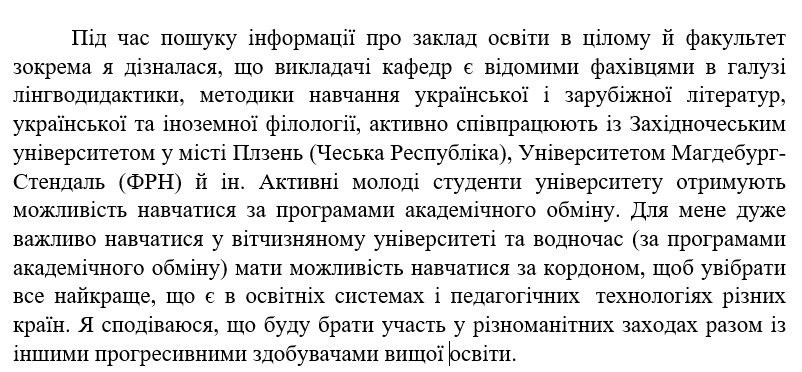 Під час пошуку інформації про заклад освіти в цілому й факультет
зокрема я дізналася, що викладачі кафедр є відомими фахівцями в галузі
лінгводидактики, методики навчання української і зарубіжної літератур,
української та іноземної філології, активно співпрацюють із Західночеським
університетом у місті Плзень (Чеська Республіка), Університетом Магдебург-
Стендаль (ФРН) й ін. Активні молоді студенти університету отримують
можливість навчатися за програмами академічного обміну. Для мене дуже
важливо навчатися у вітчизняному університеті та водночас (за програмами
академічного обміну) мати можливість навчатися за кордоном, щоб увібрати
все найкраще, що є в освітніх системах і педагогічних  технологіях різних
країн. Я сподіваюся, що буду брати участь у різноманітних заходах разом із
іншими прогресивними здобувачами вищої освіти.